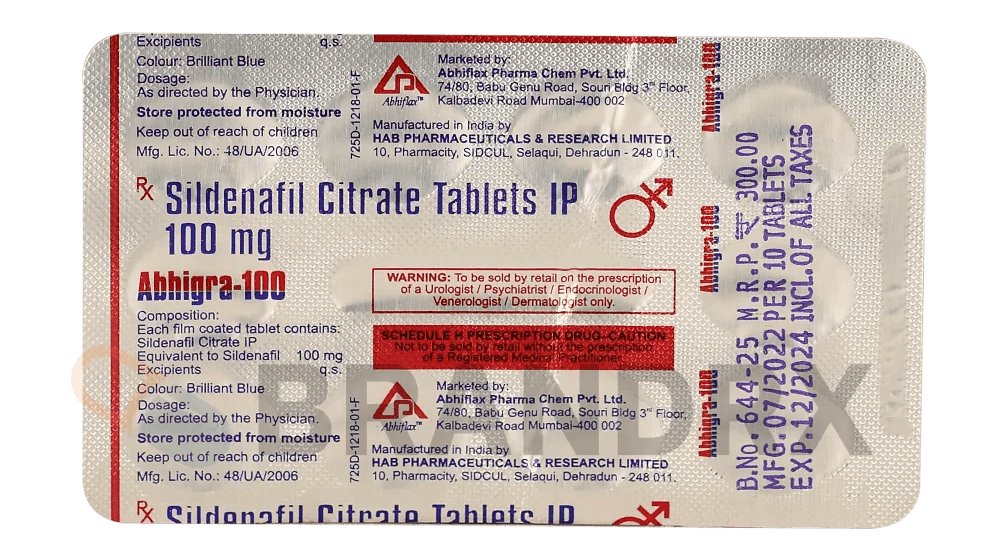 Excipients q.s.
Colour: Brilliant Blue
Dosage:
As directed by the Physician.
Store protected from moisture
Keep out of reach of children
Mfg. Lic. No.: 48/UA/2006
725D-1218-01-F
Abhiflax™
Marketed by:
Abhiflax Pharma Chem Pvt. Ltd.
74/80, Babu Genu Road, Souri Bldg 3rd Floor,
Kalbadevi Road Mumbai-400 002
Manufactured in India by
HAB PHARMACEUTICALS & RESEARCH LIMITED
10, Pharmacity, SIDCUL, Selaqui, Dehradun - 248 011.
Rx Sildenafil Citrate Tablets IP
100 mg
Abhigra-100
Composition:
Each film coated tablet contains:
Sildenafil Citrate IP
Equivalent to Sildenafil 100 mg
Excipients q.s.
Colour: Brilliant Blue
Dosage:
As directed by the Physician.
Store protected from moisture
Keep out of reach of children
Mfg. Lic. No.: 48/UA/2006
WARNING: To be sold by retail on the prescription
of a Urologist / Psychiatrist / Endocrinologist /
Venerologist / Dermatologist only.
SCHEDULE H PRESCRIPTION DRUG-CAUTION
Not to be sold by retail without the prescription
of a Registered Medical Practitioner
725D-1218-01-F
Abhiflax™
Marketed by:
Abhiflax Pharma Chem Pvt. Ltd.
74/80, Babu Genu Road, Souri Bldg 3rd Floor,
Kalbadevi Road Mumbai-400 002
Manufactured in India by
HAB PHARMACEUTICALS & RESEARCH LIMITED
10, Pharmacity, SIDCUL, Selaqui, Dehradun - 248 011.
Rx Sildenafil Citrate Tablets IP
Abhigra-100
Abhigra-100
Abhigra-100
B.No. 644-25 M.R.P. ₹ 300.00
MFG.07/2022 PER 10 TABLETS
EXP.12/2024 INCL.OF ALL TAXES